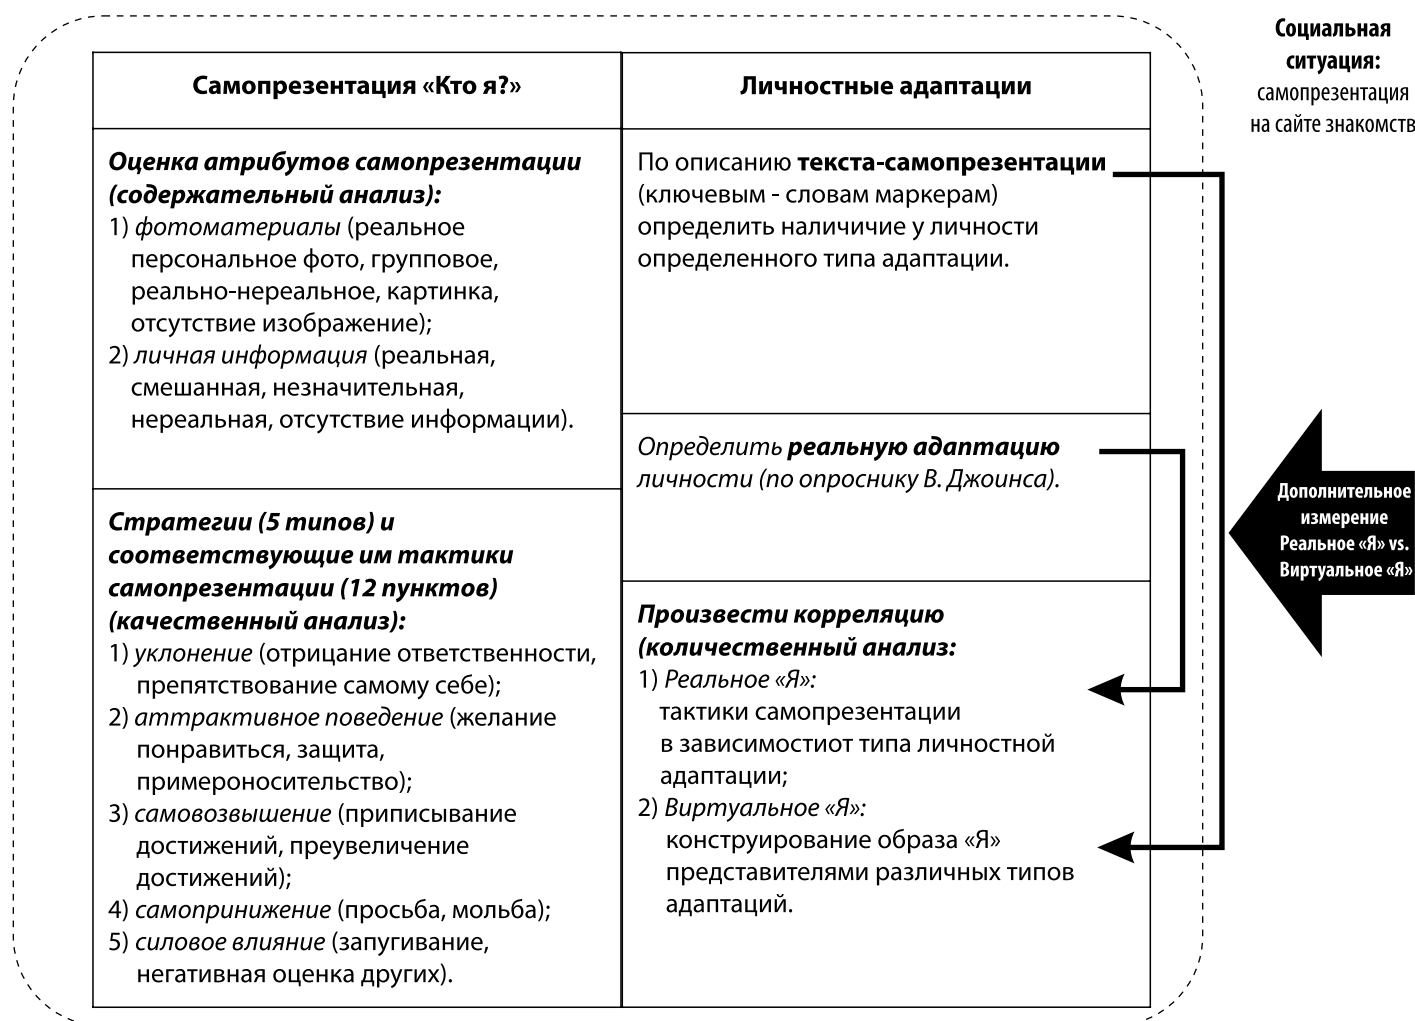 Социальная
ситуация:
самопрезентация
на сайте знакомств
Самопрезентация «Кто я?»
Личностные адаптации
Оценка атрибутов самопрезентации
(содержательный анализ):
1) фотоматериалы (реальное
персональное фото, групповое,
реально-нереальное, картинка,
отсутствие изображение);
2) личная информация (реальная,
смешанная, незначительная,
нереальная, отсутствие информации).
Стратегии (5 типов) и
соответствующие им тактики
самопрезентации (12 пунктов)
(качественный анализ):
1) уклонение (отрицание ответственности,
препятствование самому себе);
2) аттрактивное поведение (желание
понравиться, защита,
примероносительство);
3) самовозвышение (приписывание
достижений, преувеличение
достижений);
4) самопринижение (просьба, мольба);
5) силовое влияние (запугивание,
негативная оценка других).
По описанию текста-самопрезентации
(ключевым - словам маркерам)
определить наличичие у личности
определенного типа адаптации.
Определить реальную адаптацию
личности (по опроснику В. Джоинса).
Произвести корреляцию
(количественный анализ:
1) Реальное «Я»:
тактики самопрезентации
в зависимостиот типа личностной
адаптации;
2) Виртуальное «Я»:
конструирование образа «Я»
представителями различных типов
адаптаций.
Дополнительное
измерение
Реальное «Я» vs.
Виртуальное «Я»